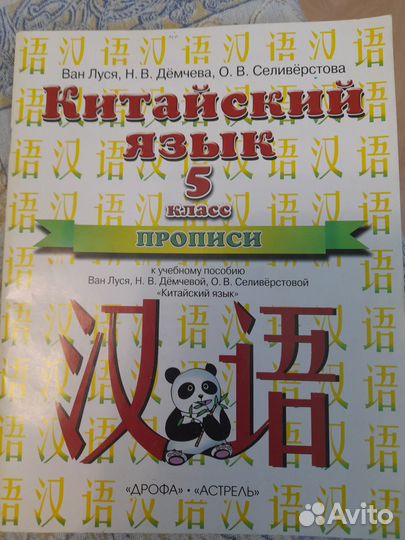 Ван Луся, Н. В. Дёмчева, О. В. Селивёрстова
Китайский
язык
5
класс
ПРОПИСИ
к учебному пособию
Ван Луся, Н. В. Дёмчевой, О. В. Селивёрстовой
«Китайский язык»
汉语
«ДРОФА» • «АСТРЕЛЬ»
Avito